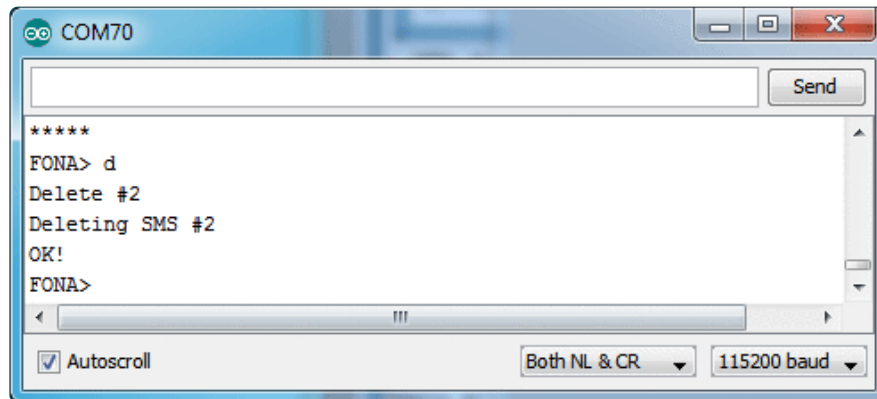 COM70
Send
*****
FONA> d
Delete #2
Deleting SMS #2
OK!
FONA>
Autoscroll
Both NL & CR
115200 baud